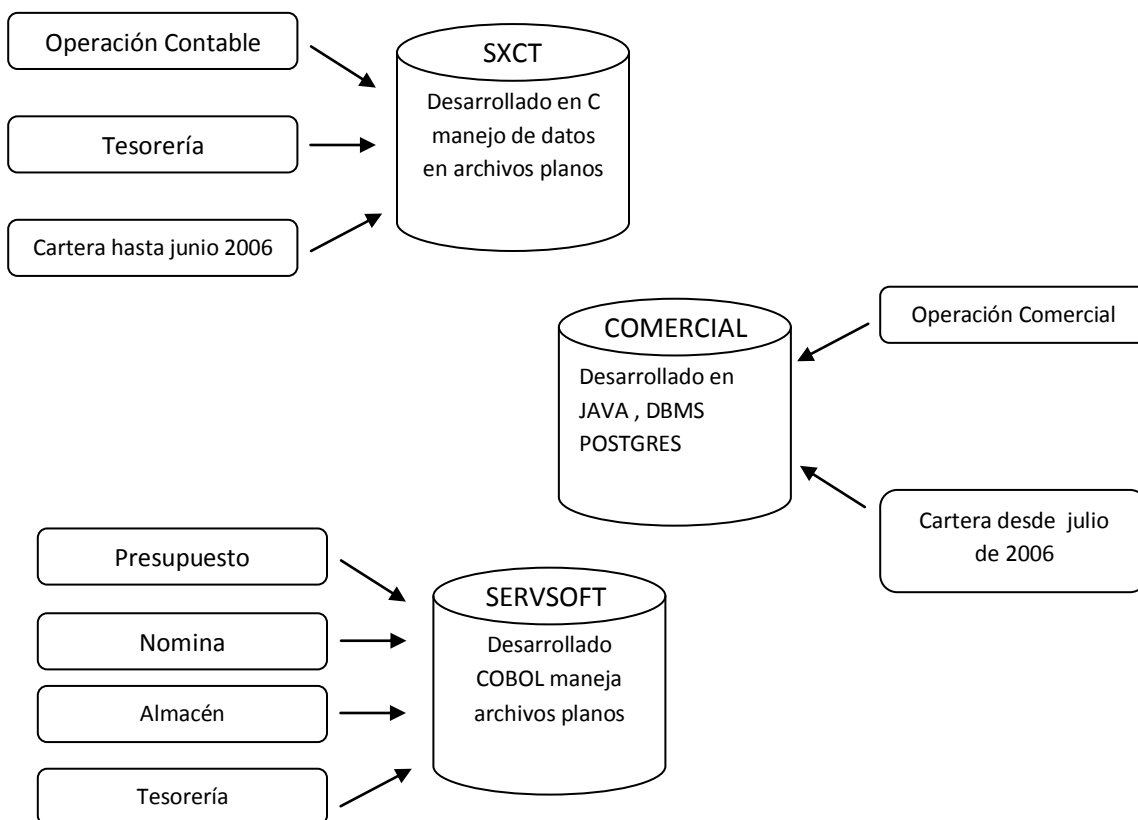 Operación Contable
Tesorería
Cartera hasta junio 2006
SXCT
Desarrollado en C
manejo de datos
en archivos planos
COMERCIAL
Desarrollado en
JAVA , DBMS
POSTGRES
Operación Comercial
Cartera desde julio
de 2006
Presupuesto
Nomina
Almacén
Tesorería
SERVSOFT
Desarrollado
COBOL maneja
archivos planos